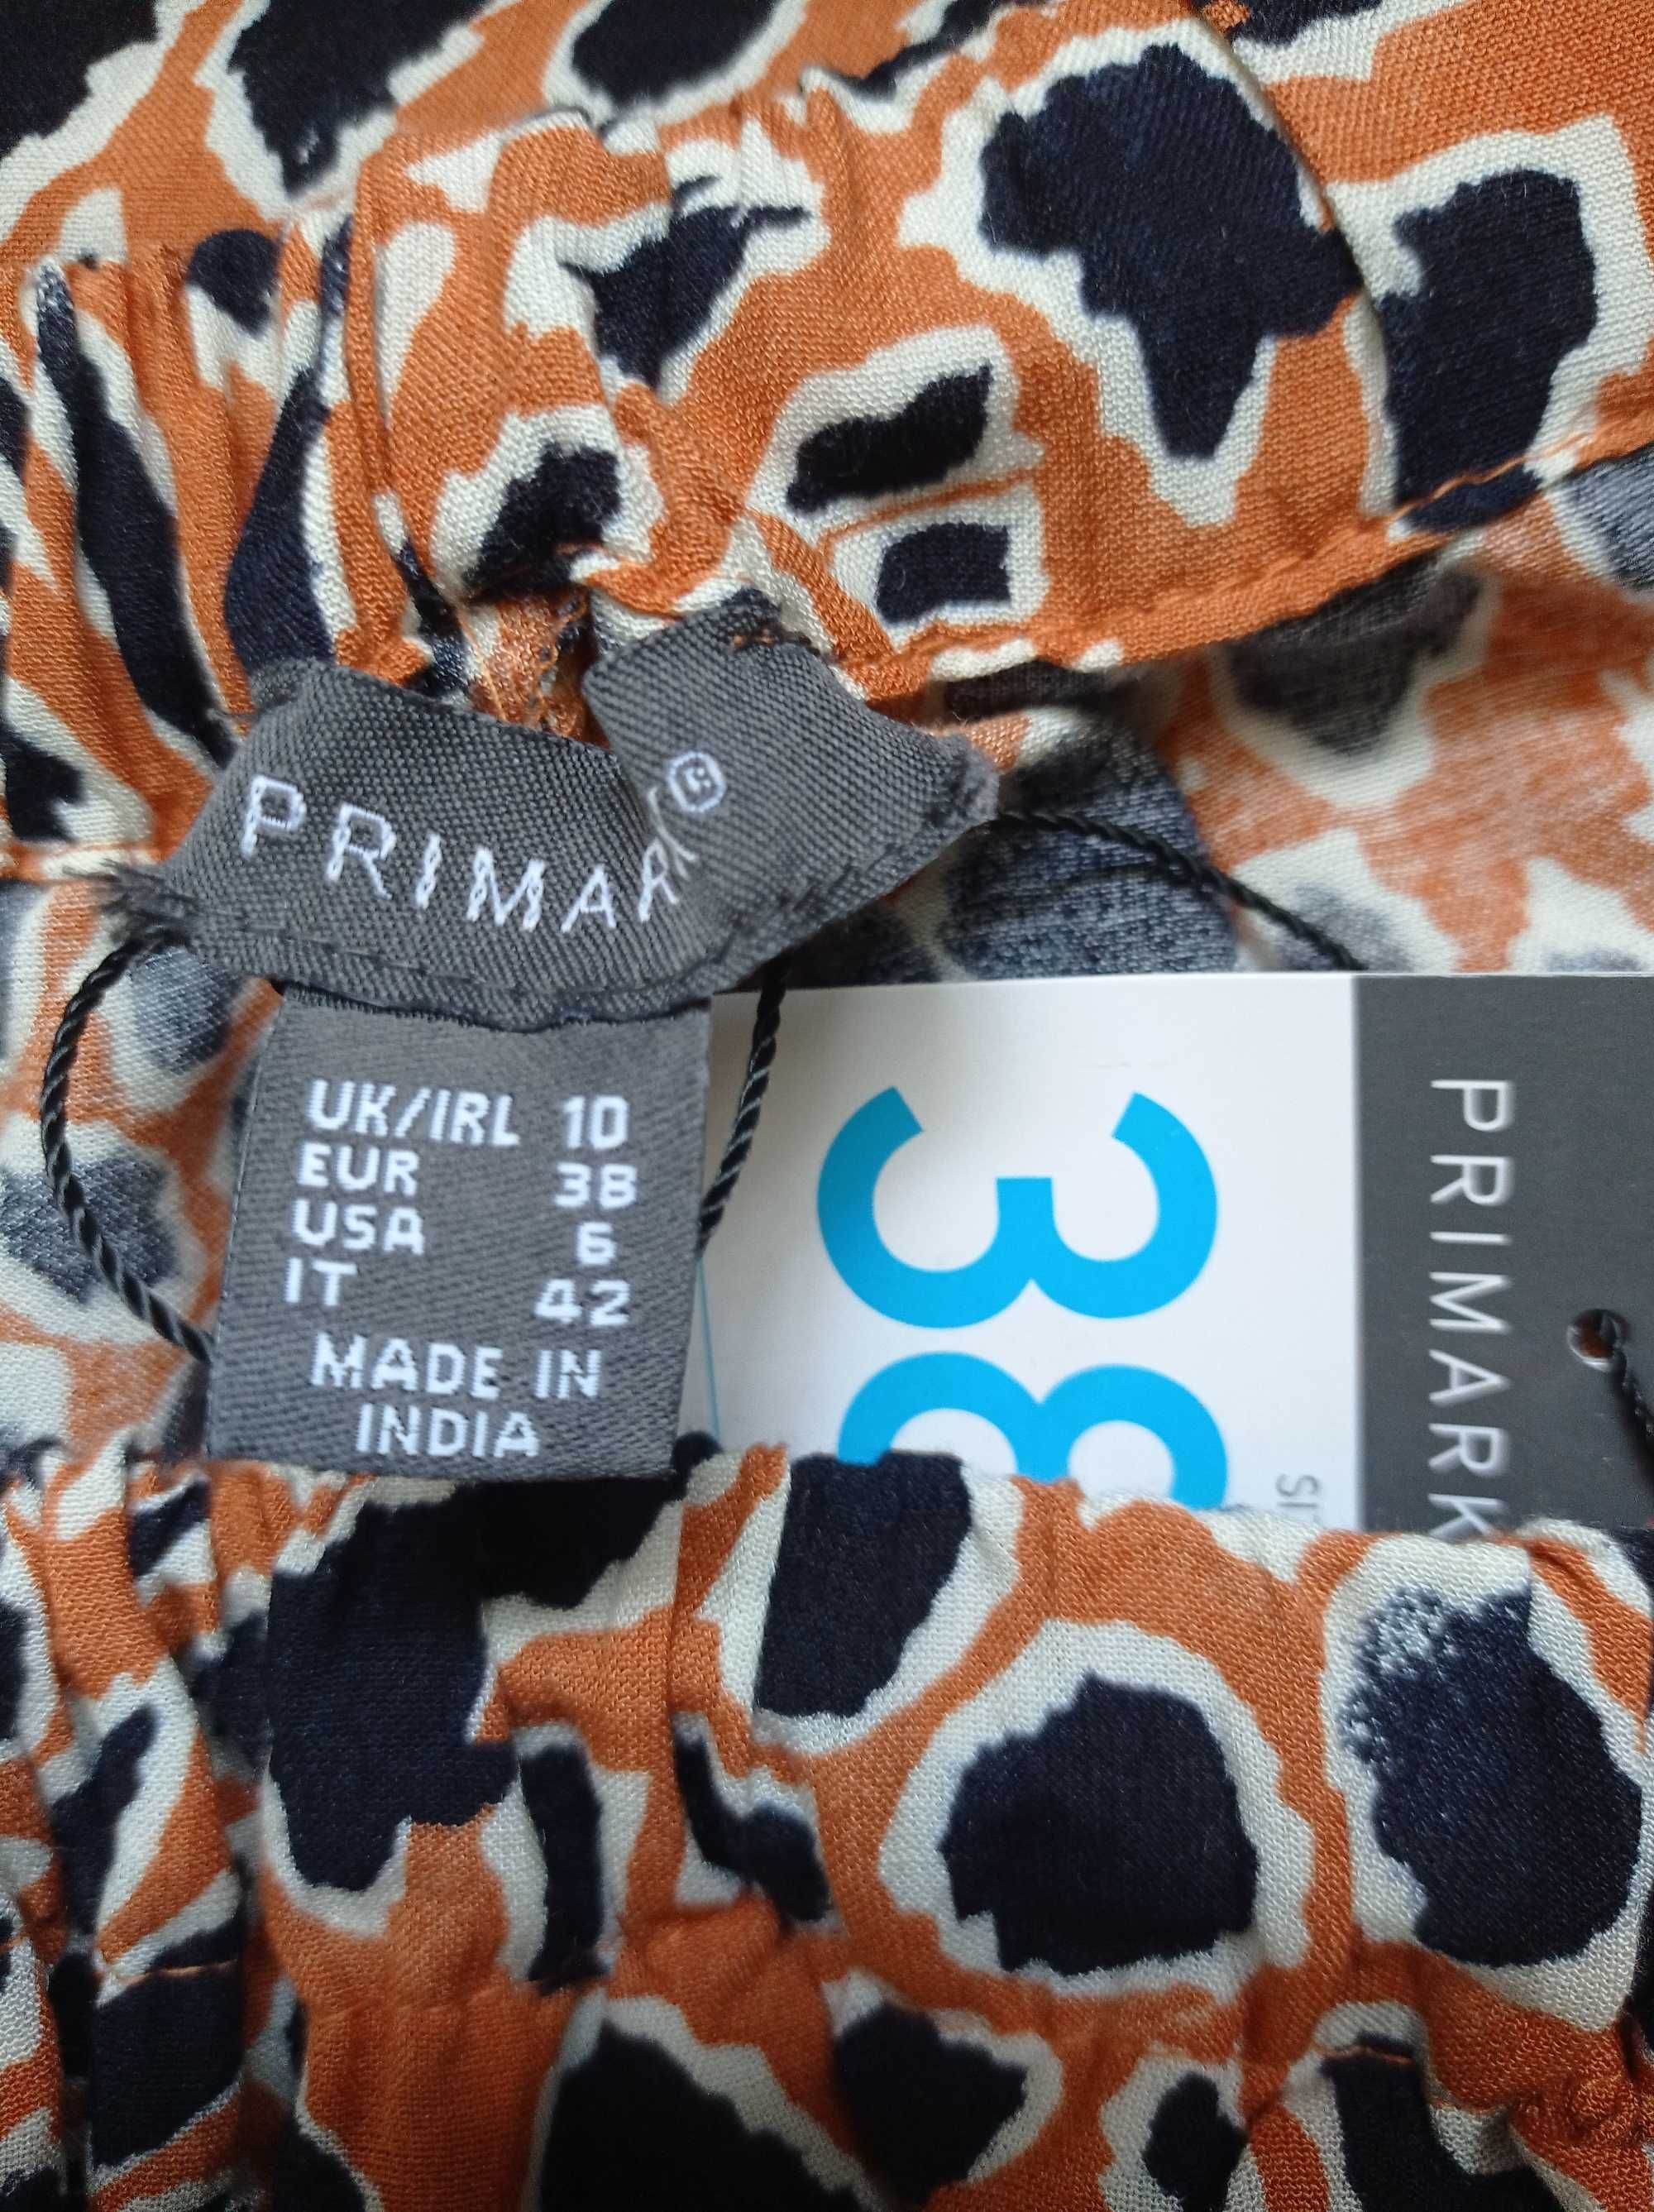 PRIMARK®
UK/IRL 10
EUR 38
USA 6
IT 42
MADE IN
INDIA
PRIMARK
38